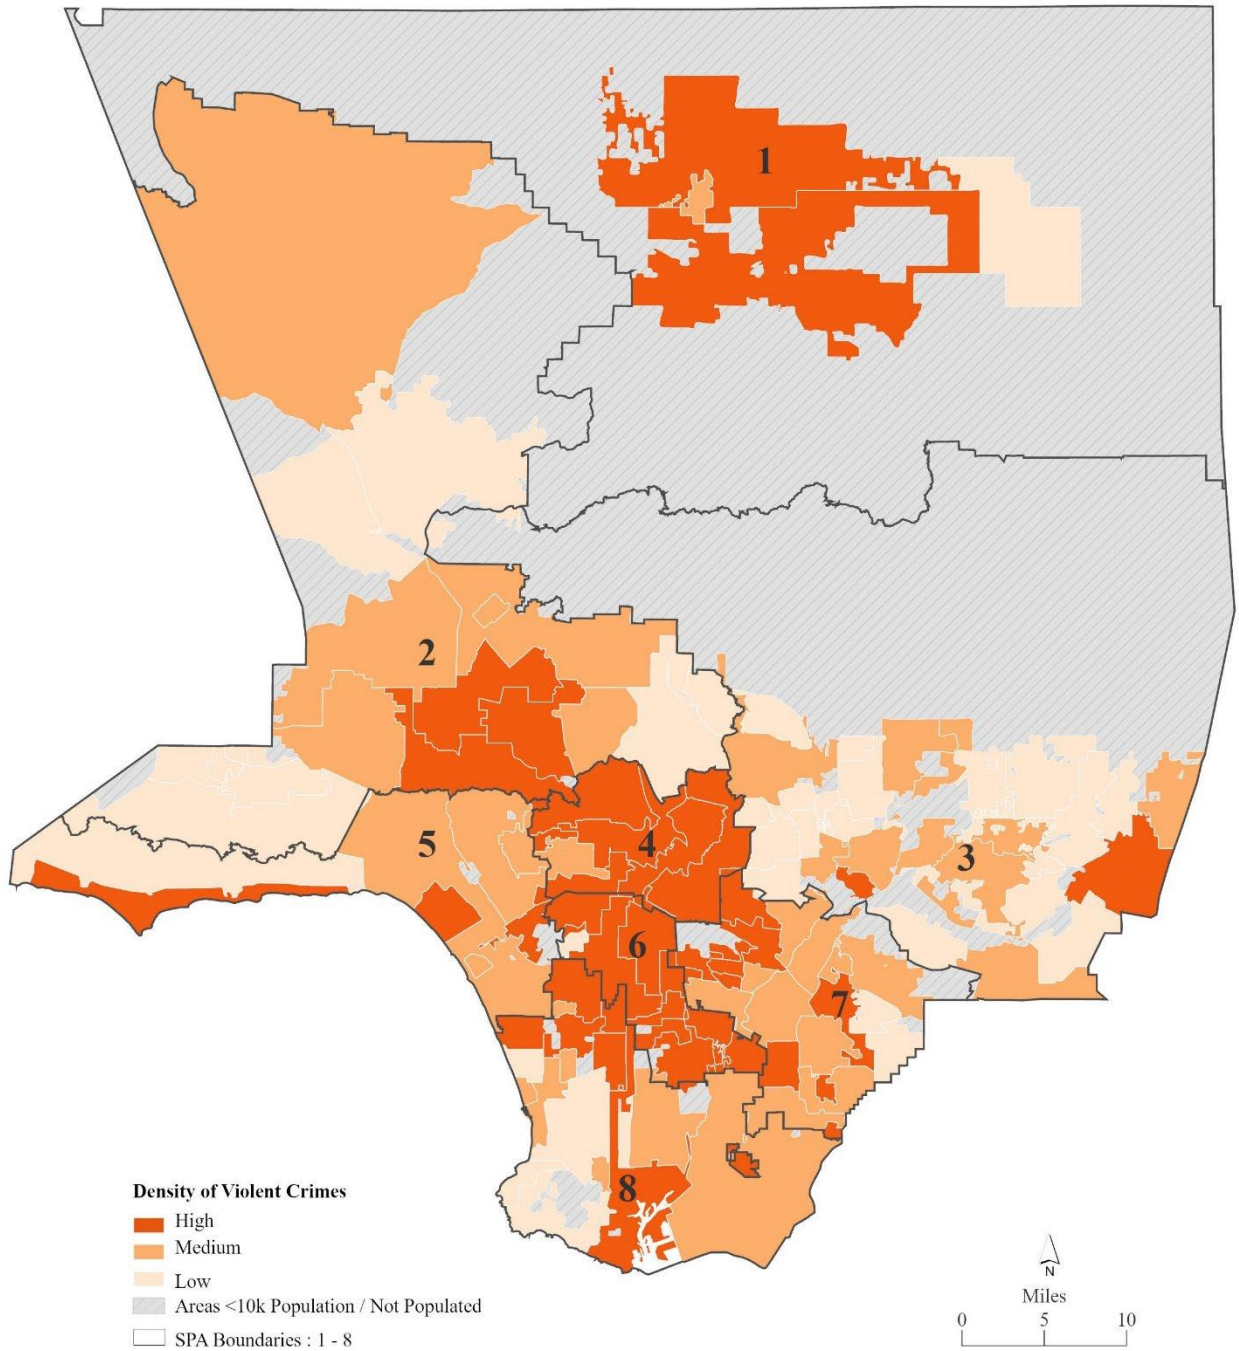 1
2
5
4
3
6
7
8
Density of Violent Crimes
High
Medium
Low
Areas <10k Population / Not Populated
SPA Boundaries : 1 - 8
N
Miles
0 5 10